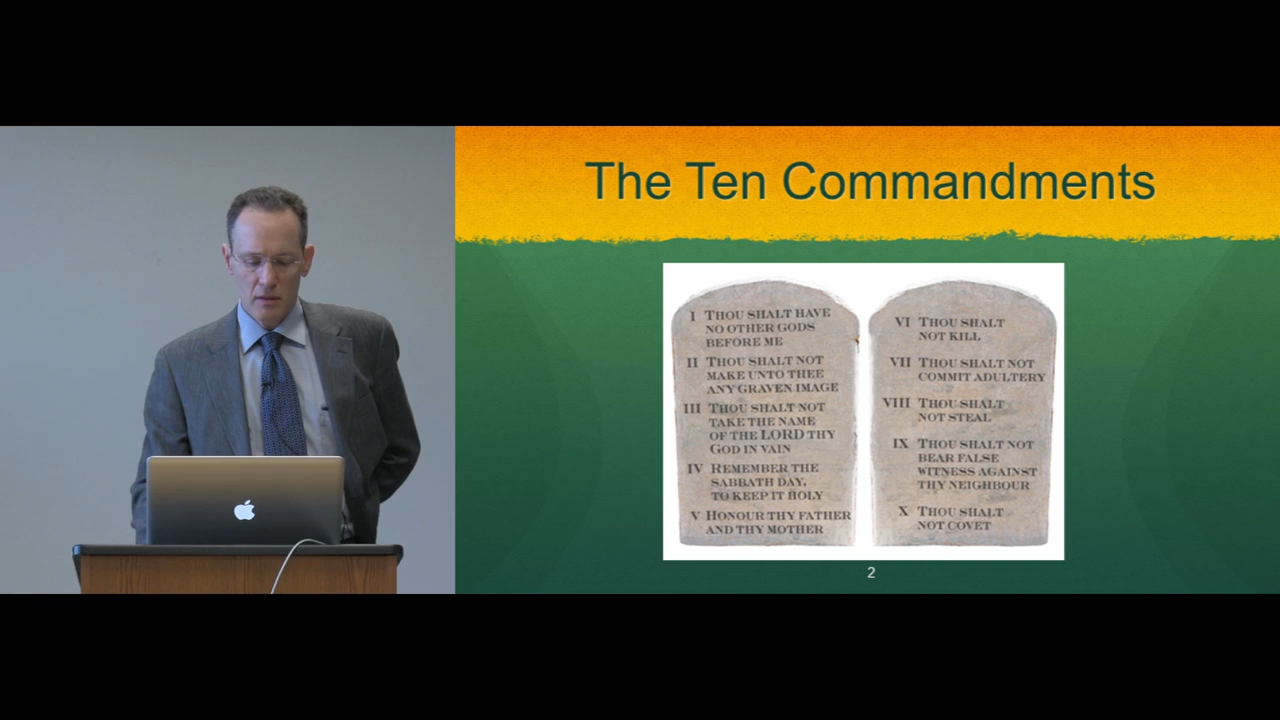 The Ten Commandments
I THOU SHALT HAVE
NO OTHER GODS
BEFORE ME
II THOU SHALT NOT
MAKE UNTO THEE
ANY GRAVEN IMAGE
III THOU SHALT NOT
TAKE THE NAME
OF THE LORD THY
GOD IN VAIN
IV REMEMBER THE
SABBATH DAY,
TO KEEP IT HOLY
V HONOUR THY FATHER
AND THY MOTHER
VI THOU SHALT
NOT KILL
VII THOU SHALT NOT
COMMIT ADULTERY
VIII THOU SHALT
NOT STEAL
IX THOU SHALT NOT
BEAR FALSE
WITNESS AGAINST
THY NEIGHBOUR
X THOU SHALT
NOT COVET
2